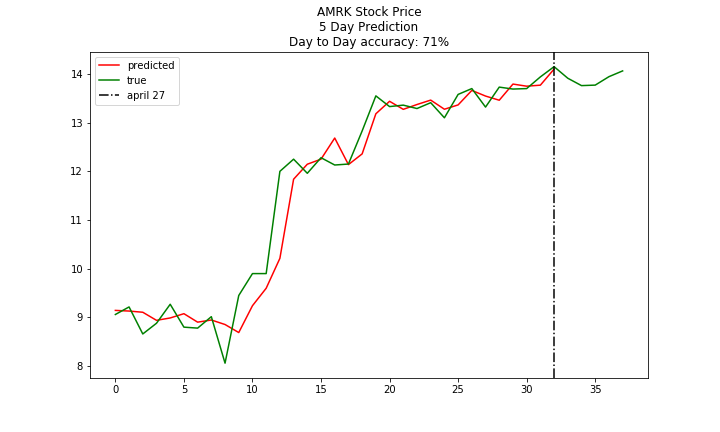 AMRK Stock Price
5 Day Prediction
Day to Day accuracy: 71%
predicted
true
april 27
14
13
12
11
10
9
8
0 5 10 15 20 25 30 35